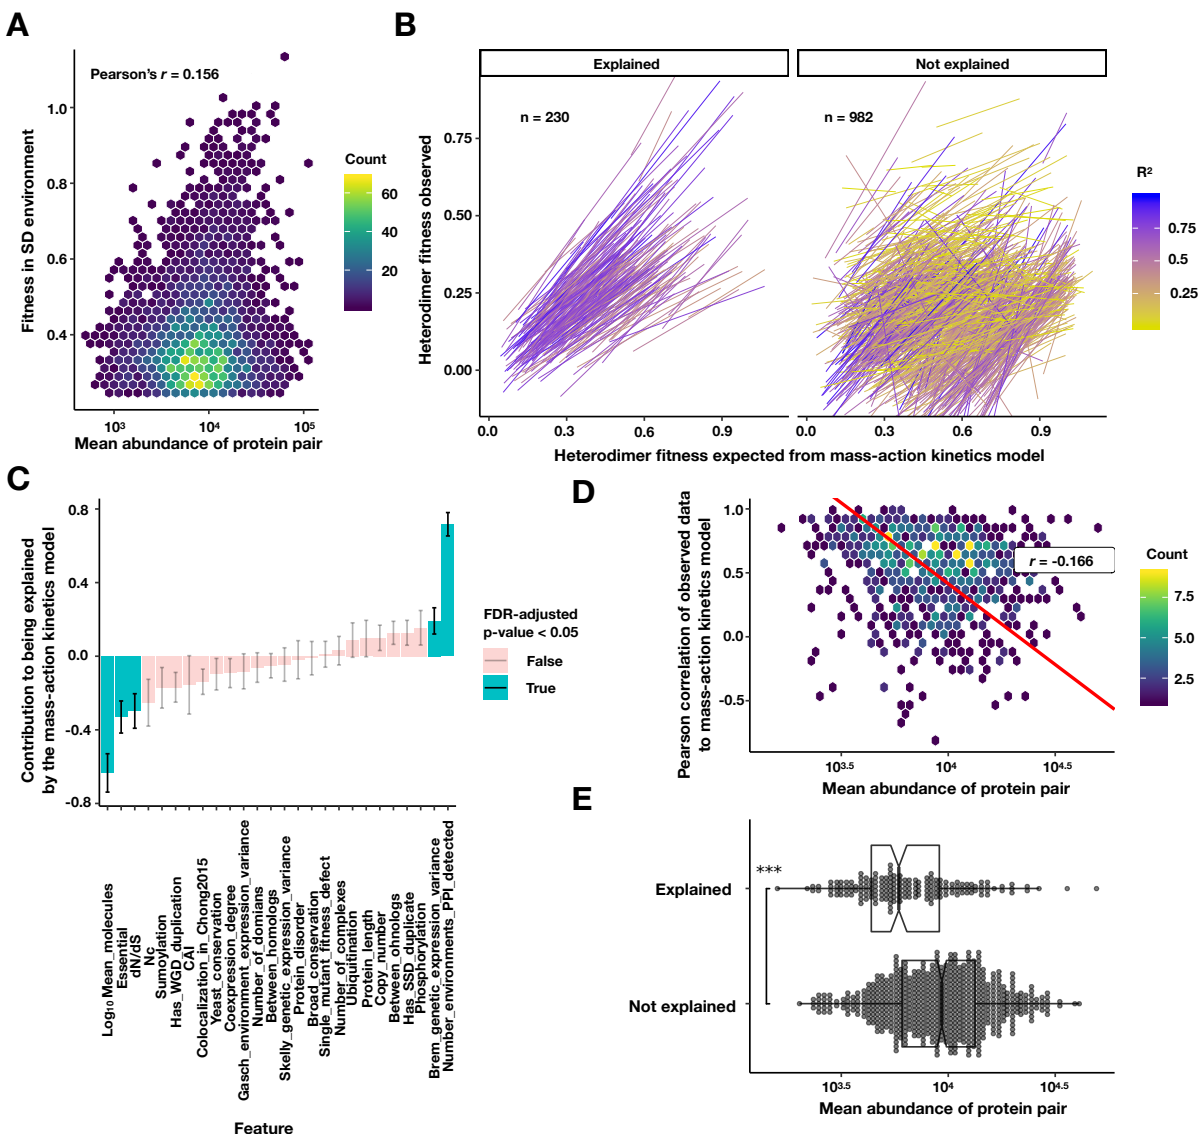 A
Pearson's r = 0.156
Fitness in SD environment
1.0
0.8
0.6
0.4
10³
10⁴
10⁵
Mean abundance of protein pair
Count
60
40
20
B
Explained
Not explained
n = 230
n = 982
Heterodimer fitness observed
0.75
0.50
0.25
0.00
0.0
0.3
0.6
0.9
0.0
0.3
0.6
0.9
Heterodimer fitness expected from mass-action kinetics model
R²
0.75
0.50
0.25
C
Contribution to being explained
by the mass-action kinetics model
0.8
0.4
0.0
-0.4
-0.8
FDR-adjusted
p-value < 0.05
False
True
Log₁₀ Mean_molecules
Essential
dN/dS
Nc
Sumoylation
Has_WGD_duplication
CAI
Colocalization_in_Chong2015
Yeast_conservation
Coexpression_degree
Gasch_environment_expression_variance
Number_of_domians
Between_homologs
Skelly_genetic_expression_variance
Protein_disorder
Broad_conservation
Single_mutant_fitness_defect
Number_of_complexes
Ubiquitination
Protein_length
Copy_number
Between_ohnologs
Has_SSD_duplicate
Phosphorylation
Brem_genetic_expression_variance
Number_environments_PPI_detected
Feature
D
Pearson correlation of observed data
to mass-action kinetics model
1.0
0.5
0.0
-0.5
r = -0.166
10³·⁵
10⁴
10⁴·⁵
Mean abundance of protein pair
Count
7.5
5.0
2.5
E
***
Explained
Not explained
10³·⁵
10⁴
10⁴·⁵
Mean abundance of protein pair